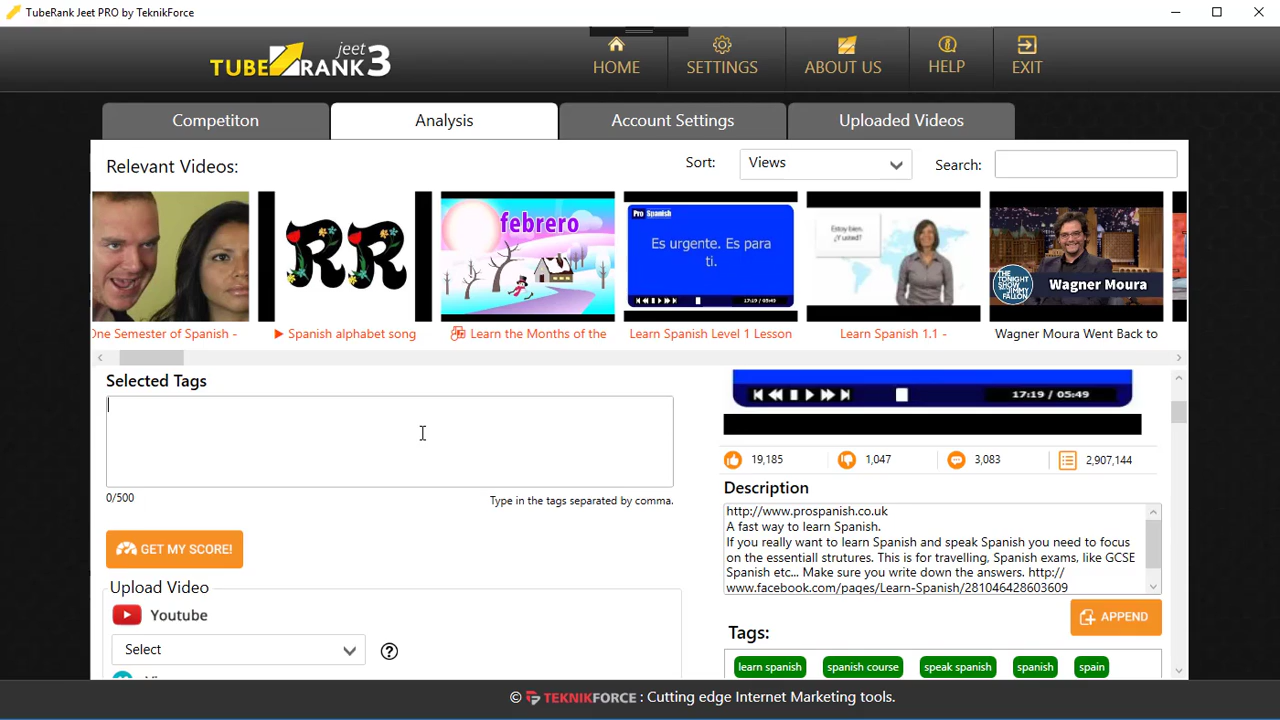 TubeRank Jeet PRO by TeknikForce
TUBE RANK jeet 3
HOME
SETTINGS
ABOUT US
HELP
EXIT
Competiton
Analysis
Account Settings
Uploaded Videos
Relevant Videos:
Sort:
Views
Search:
RR
febrero
Pro Spanish
Es urgente. Es para
ti.
Estoy bien.
¿Y usted?
THE TONIGHT SHOW JIMMY FALLON
Wagner Moura
One Semester of Spanish -
Spanish alphabet song
Learn the Months of the
Learn Spanish Level 1 Lesson
Learn Spanish 1.1 -
Wagner Moura Went Back to
Selected Tags
17:19 / 05:49
0/500
Type in the tags separated by comma.
19,185
1,047
3,083
2,907,144
Description
http://www.prospanish.co.uk
A fast way to learn Spanish.
If you really want to learn Spanish and speak Spanish you need to focus
on the essentiall strutures. This is for travelling, Spanish exams, like GCSE
Spanish etc... Make sure you write down the answers. http://
www.facebook.com/pages/Learn-Spanish/281046428603609
GET MY SCORE!
APPEND
Upload Video
Youtube
Select
Tags:
learn spanish
spanish course
speak spanish
spanish
spain
© TEKNIKFORCE : Cutting edge Internet Marketing tools.